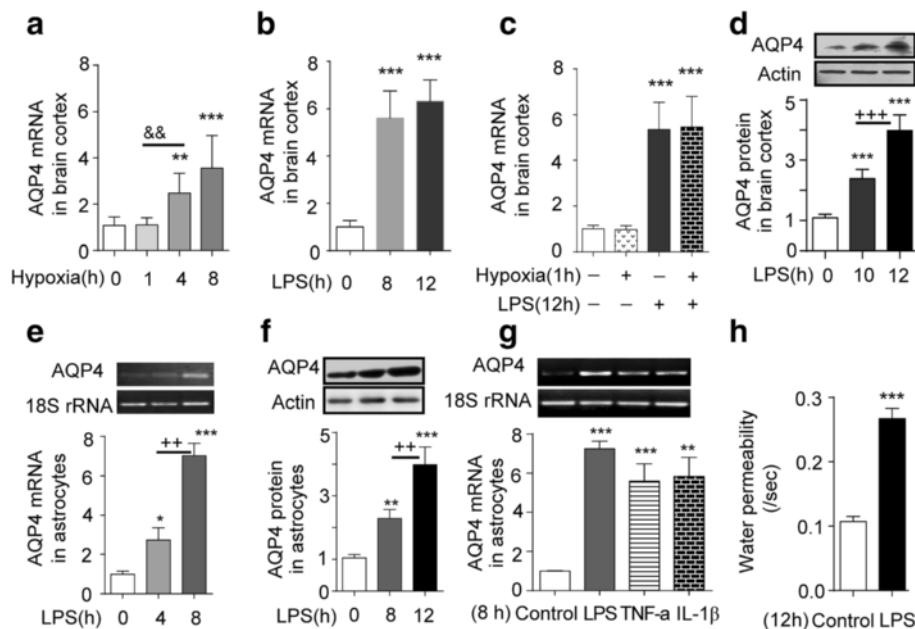 a
AQP4 mRNA
in brain cortex
8
6
4
2
0
&&
**
***
Hypoxia(h) 0 1 4 8
b
AQP4 mRNA
in brain cortex
8
6
4
2
0
***
***
LPS(h) 0 8 12
c
AQP4 mRNA
in brain cortex
8
6
4
2
0
***
***
Hypoxia(1h) – + – +
LPS(12h) – – + +
d
AQP4
Actin
AQP4 protein
in brain cortex
5
4
3
2
1
0
***
+++
***
LPS(h) 0 10 12
e
AQP4
18S rRNA
AQP4 mRNA
in astrocytes
8
6
4
2
0
*
++
***
LPS(h) 0 4 8
f
AQP4
Actin
AQP4 protein
in astrocytes
5
4
3
2
1
0
**
++
***
LPS(h) 0 8 12
g
AQP4
18S rRNA
AQP4 mRNA
in astrocytes
8
6
4
2
0
***
***
**
(8 h) Control LPS TNF-a IL-1β
h
Water permeability
(/sec)
0.3
0.2
0.1
0.0
***
(12h) Control LPS